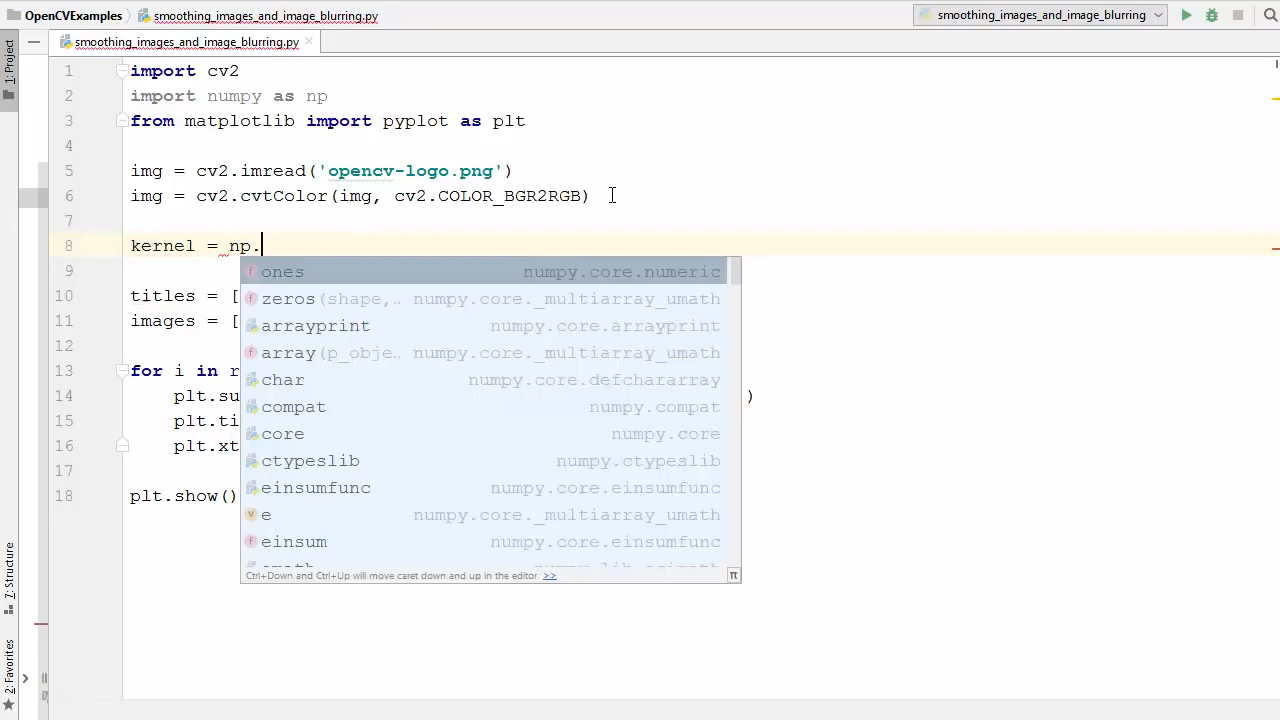 OpenCVExamples smoothing_images_and_image_blurring.py smoothing_images_and_image_blurring
smoothing_images_and_image_blurring.py
1: Project
1 import cv2
2 import numpy as np
3 from matplotlib import pyplot as plt
4
5 img = cv2.imread('opencv-logo.png')
6 img = cv2.cvtColor(img, cv2.COLOR_BGR2RGB)
7
8 kernel = np.
9
ones numpy.core.numeric
10 titles = [
zeros(shape,.. numpy.core._multiarray_umath
11 images = [
arrayprint numpy.core.arrayprint
12
array(p_obje.. numpy.core._multiarray_umath
13 for i in r
char numpy.core.defchararray
14 plt.su )
compat numpy.compat
15 plt.ti
core numpy.core
16 plt.xt
ctypeslib numpy.ctypeslib
17
einsumfunc numpy.core.einsumfunc
18 plt.show()
e numpy.core._multiarray_umath
einsum numpy.core.einsumfunc
Ctrl+Down and Ctrl+Up will move caret down and up in the editor >> π
7: Structure
2: Favorites